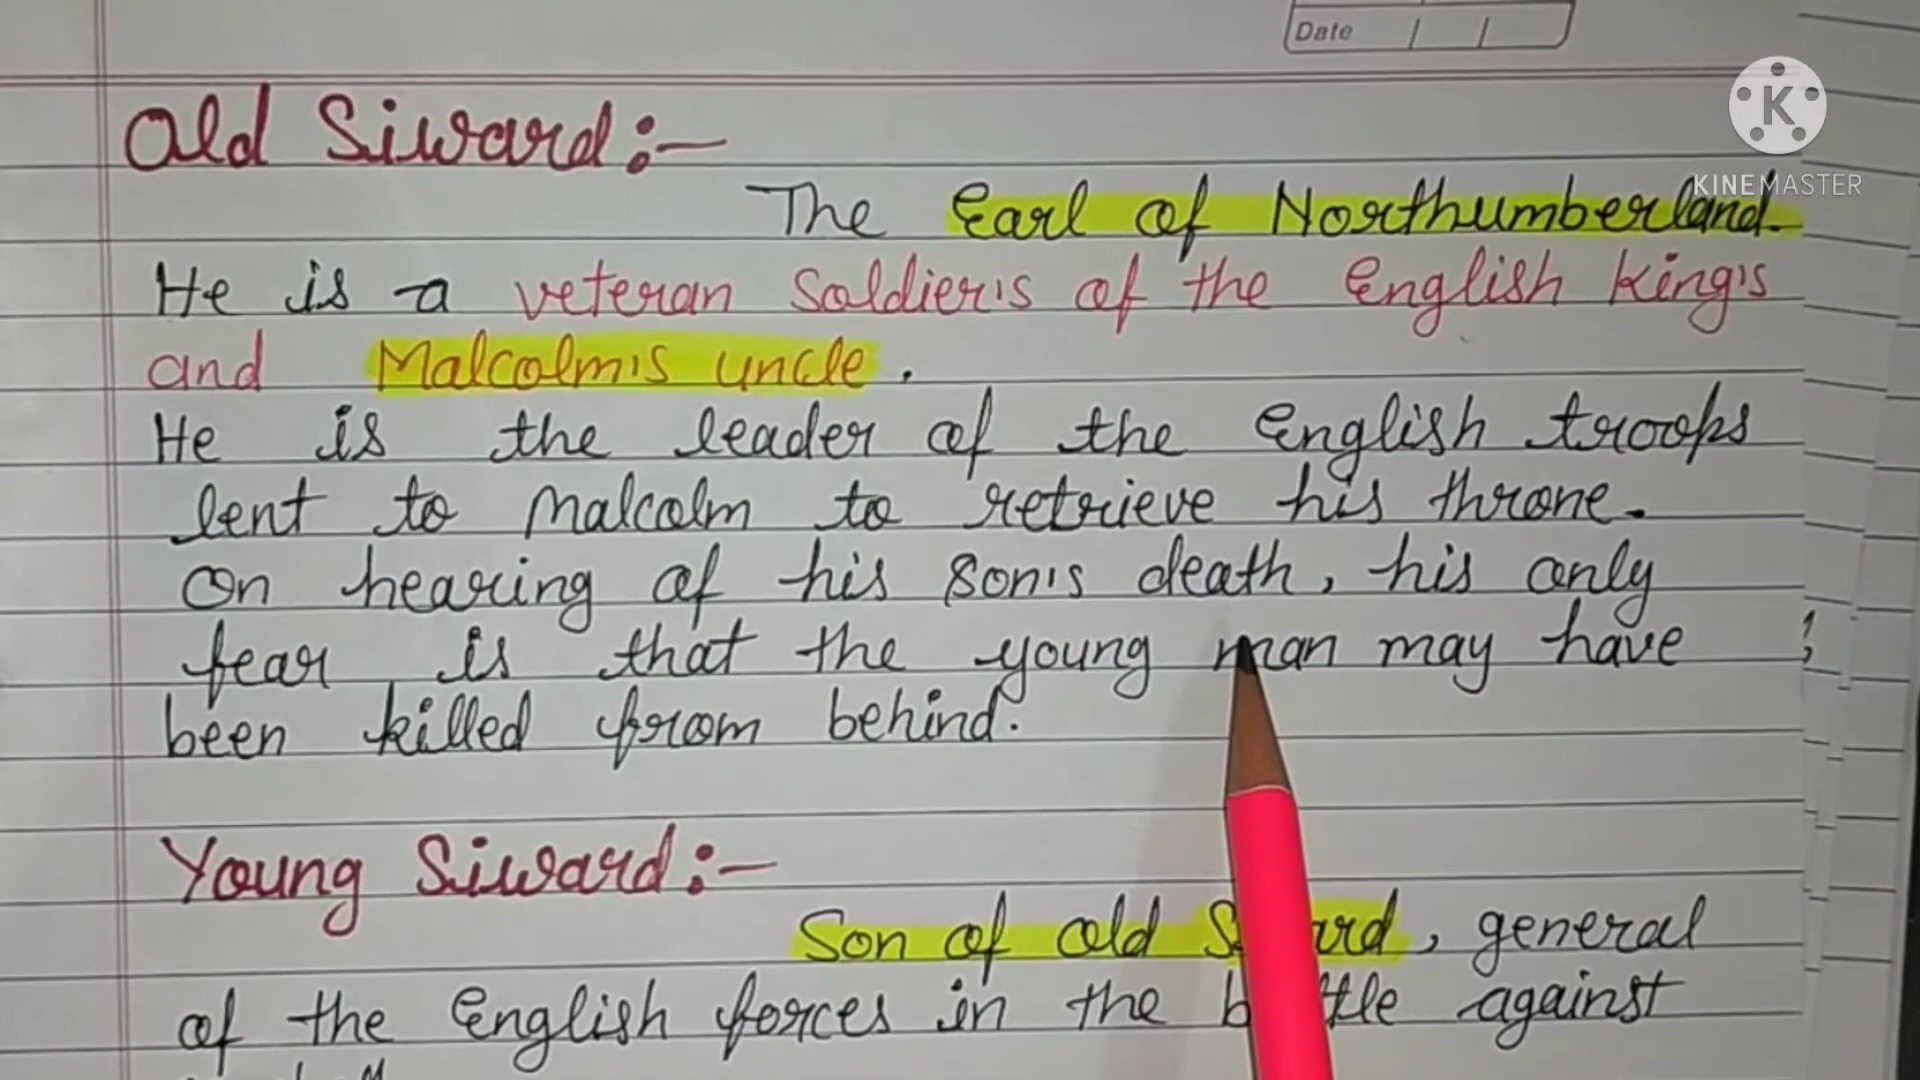 Date
K
KINEMASTER
Old Siward:-
The Earl of Northumberland.
He is a veteran Soldier's of the English King's
and Malcolm's uncle.
He is the leader of the English troops
lent to Malcolm to retrieve his throne.
On hearing of his son's death, his only
fear is that the young man may have
been killed from behind.
Young Siward:-
Son of old
, general
of the English forces in the
against